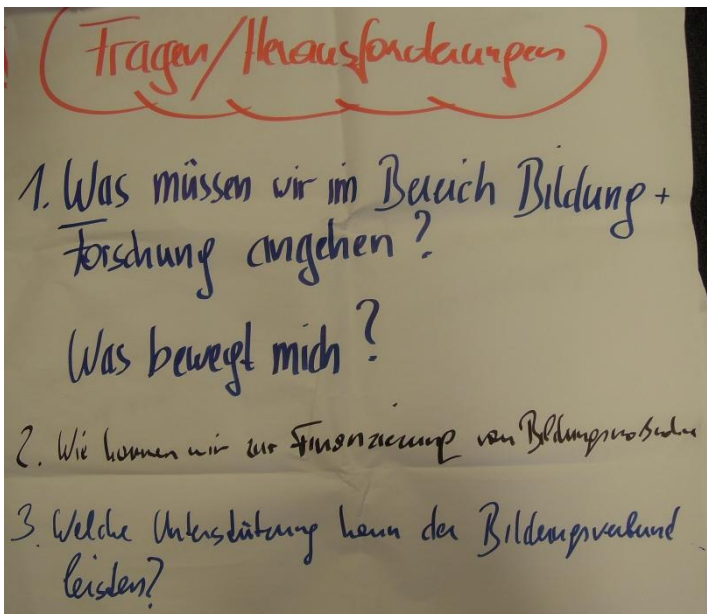 Fragen/Herausforderungen
1. Was müssen wir im Bereich Bildung +
Forschung angehen?
Was bewegt mich?
2. Wie kommen wir zur Finanzierung von
3. Welche Unterstützung kann der Bildungsverbund
leisten?